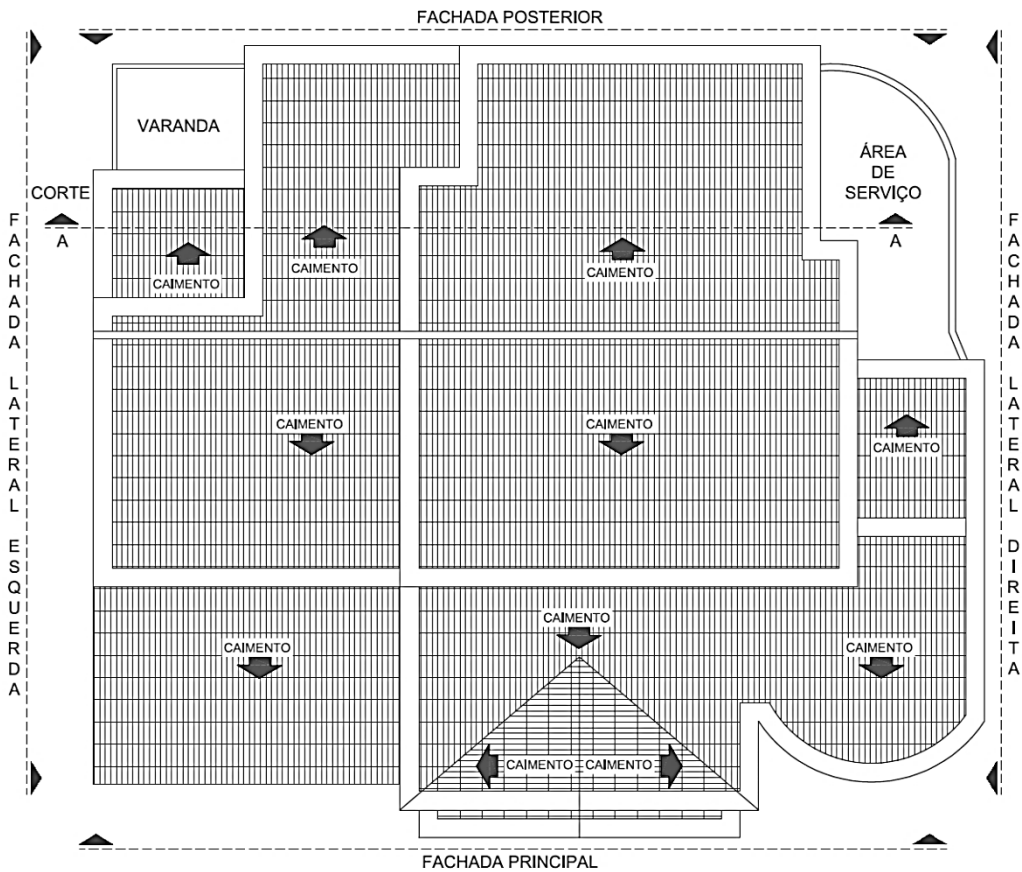 FACHADA POSTERIOR
VARANDA
ÁREA
DE
SERVIÇO
CORTE
A
A
CAIMENTO
CAIMENTO
CAIMENTO
FACHADA LATERAL ESQUERDA
FACHADA LATERAL DIREITA
CAIMENTO
CAIMENTO
CAIMENTO
CAIMENTO
CAIMENTO
CAIMENTO
CAIMENTO CAIMENTO
FACHADA PRINCIPAL